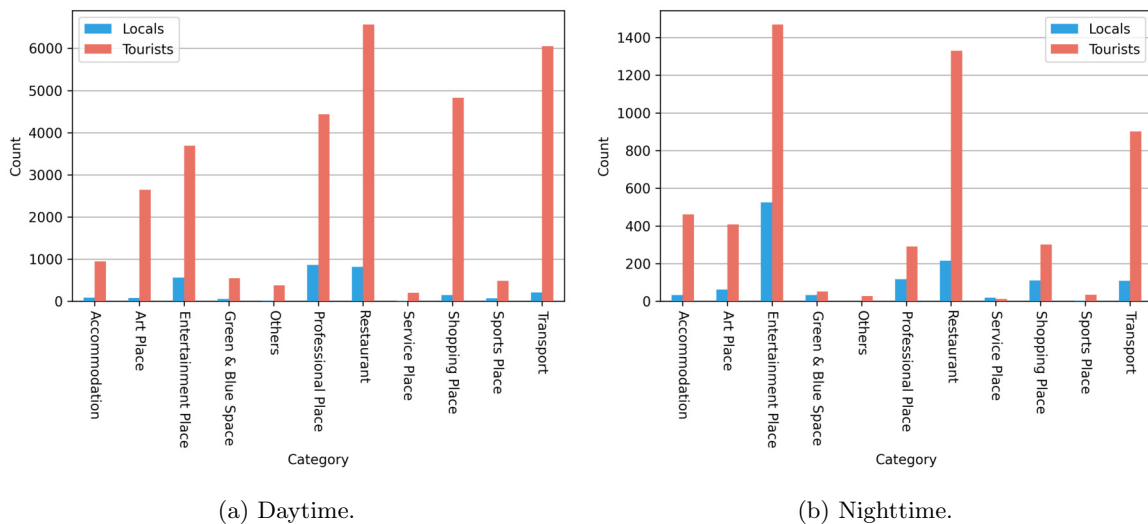 Locals
Tourists
6000
5000
4000
3000
2000
1000
0
Count
Accommodation
Art Place
Entertainment Place
Green & Blue Space
Others
Professional Place
Restaurant
Service Place
Shopping Place
Sports Place
Transport
Category
(a) Daytime.
Locals
Tourists
1400
1200
1000
800
600
400
200
0
Count
Accommodation
Art Place
Entertainment Place
Green & Blue Space
Others
Professional Place
Restaurant
Service Place
Shopping Place
Sports Place
Transport
Category
(b) Nighttime.